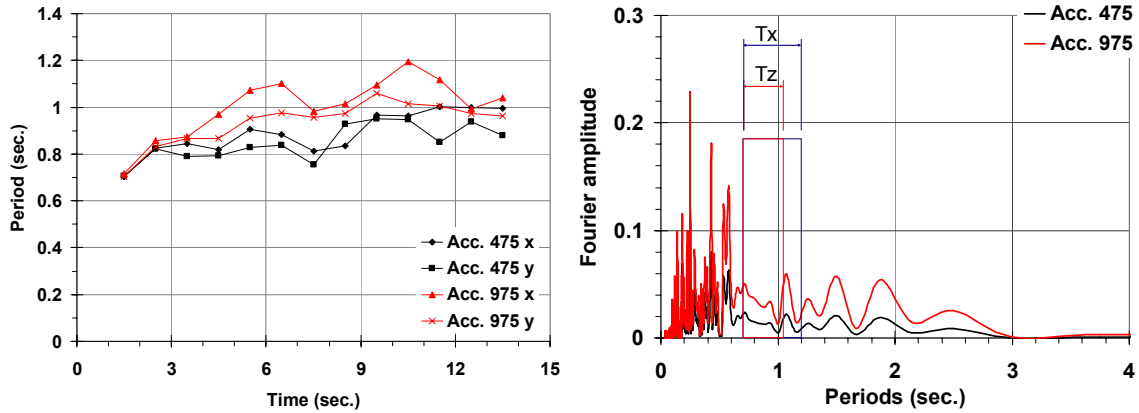 1.4
1.2
1
0.8
0.6
0.4
0.2
0
0 3 6 9 12 15
Period (sec.)
Time (sec.)
Acc. 475 x
Acc. 475 y
Acc. 975 x
Acc. 975 y
0.3
0.2
0.1
0
0 1 2 3 4
Fourier amplitude
Periods (sec.)
Tx
Tz
Acc. 475
Acc. 975